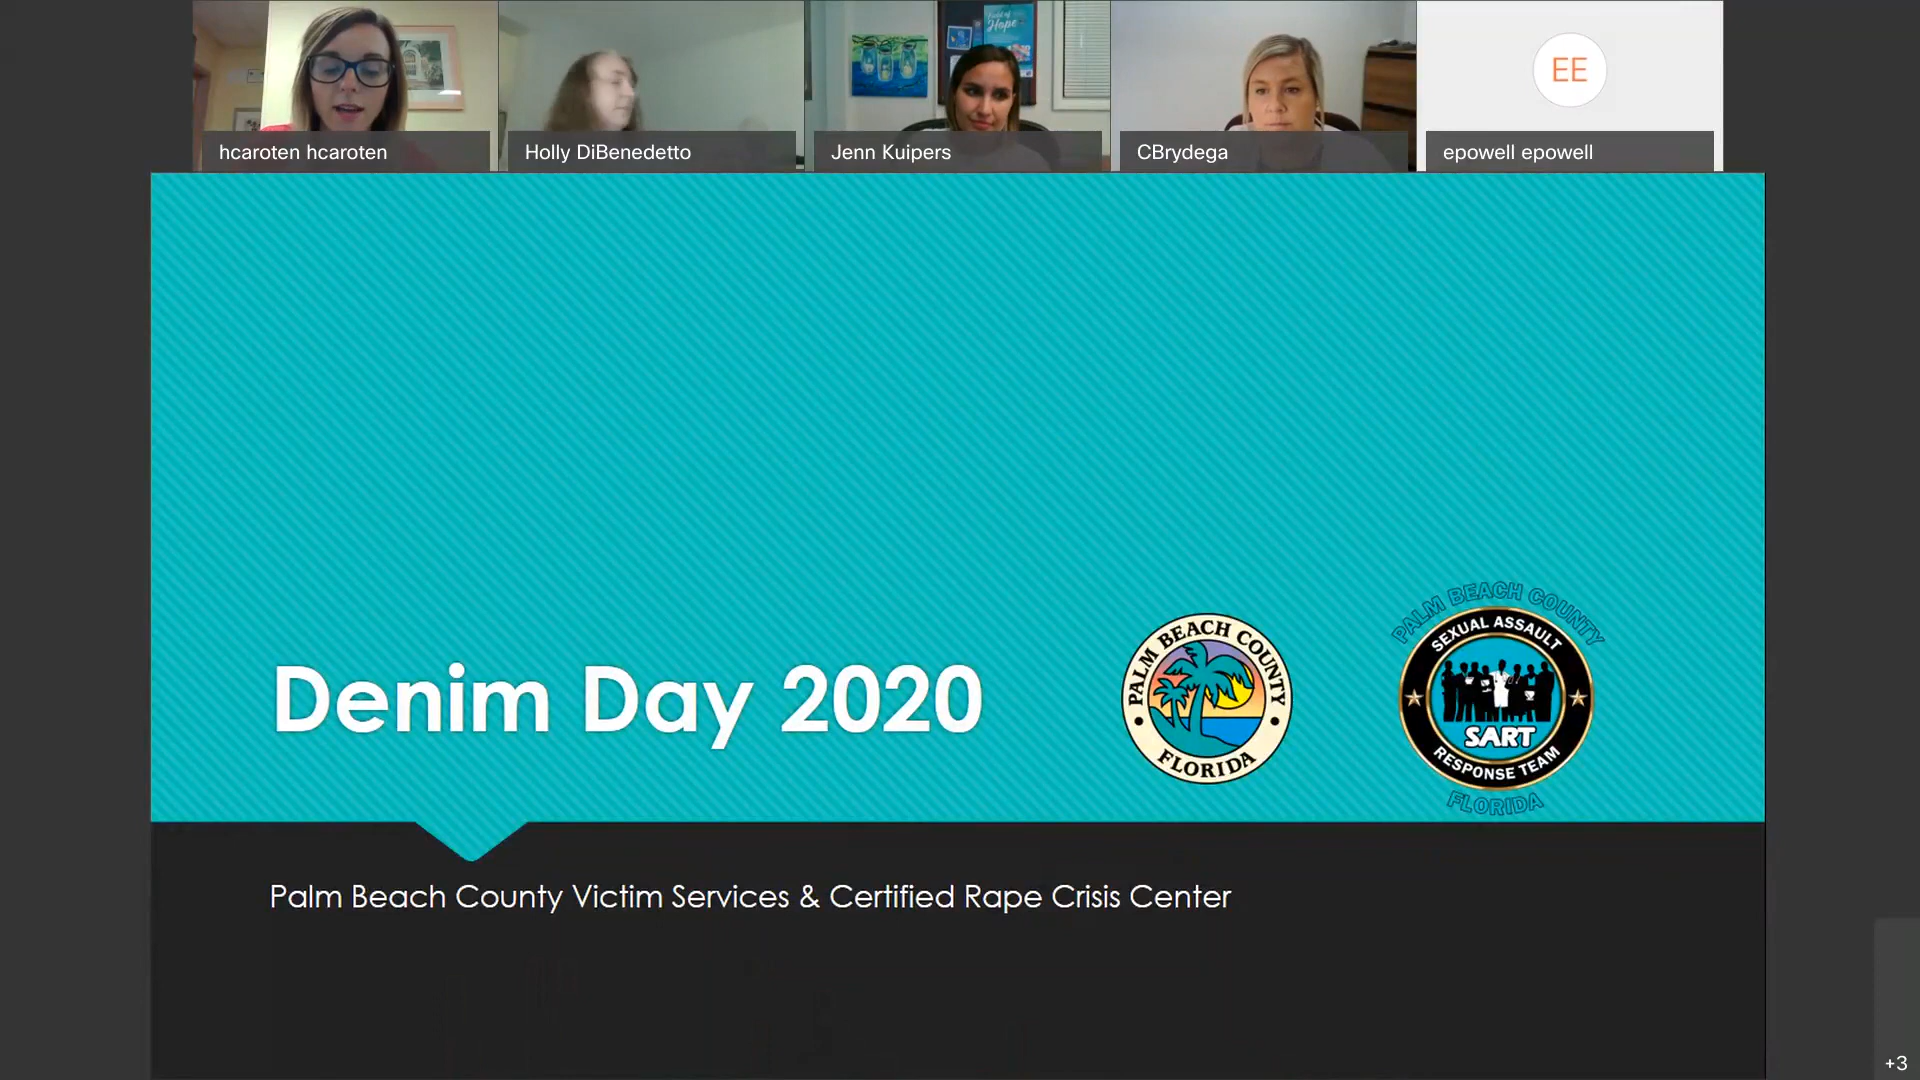 Hope
EE
hcaroten hcaroten
Holly DiBenedetto
Jenn Kuipers
CBrydega
epowell epowell
Denim Day 2020
PALM BEACH COUNTY
FLORIDA
PALM BEACH COUNTY
SEXUAL ASSAULT
SART
RESPONSE TEAM
FLORIDA
Palm Beach County Victim Services & Certified Rape Crisis Center
+3